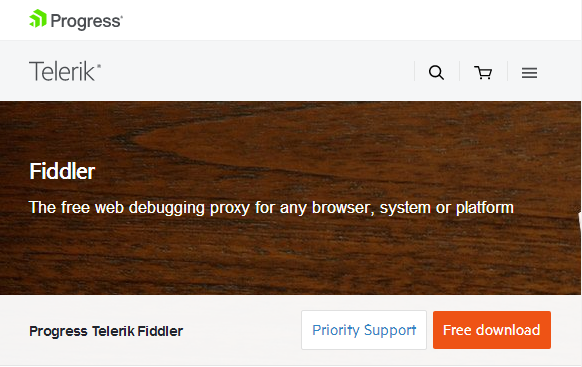 Progress®
Telerik®
Fiddler
The free web debugging proxy for any browser, system or platform
Progress Telerik Fiddler
Priority Support
Free download